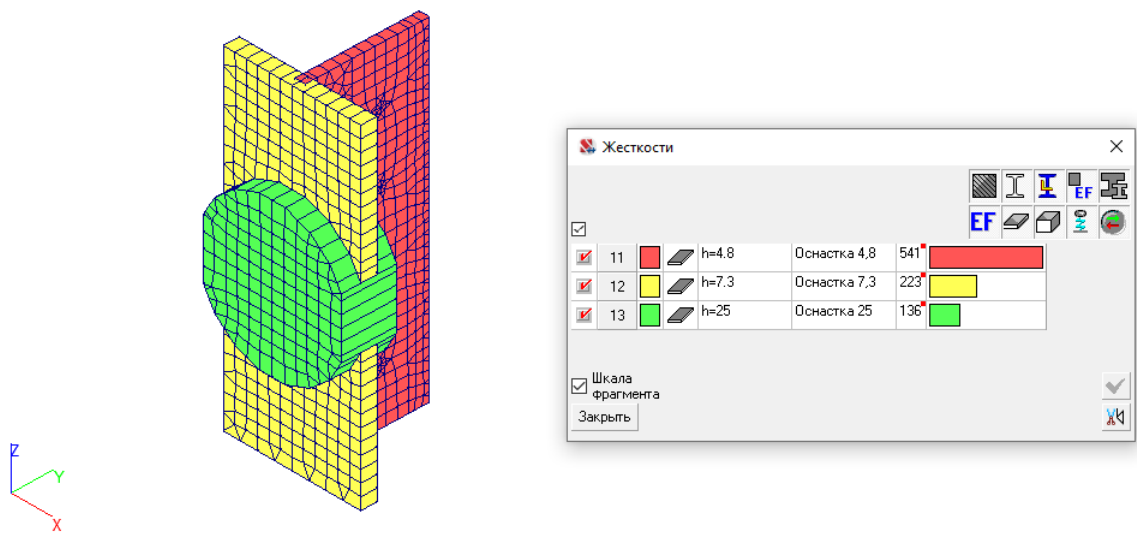 Жесткости
EF
EF
11 h=4.8 Оснастка 4,8 541
12 h=7.3 Оснастка 7,3 223
13 h=25 Оснастка 25 136
Шкала
фрагмента
Закрыть
Z
Y
X